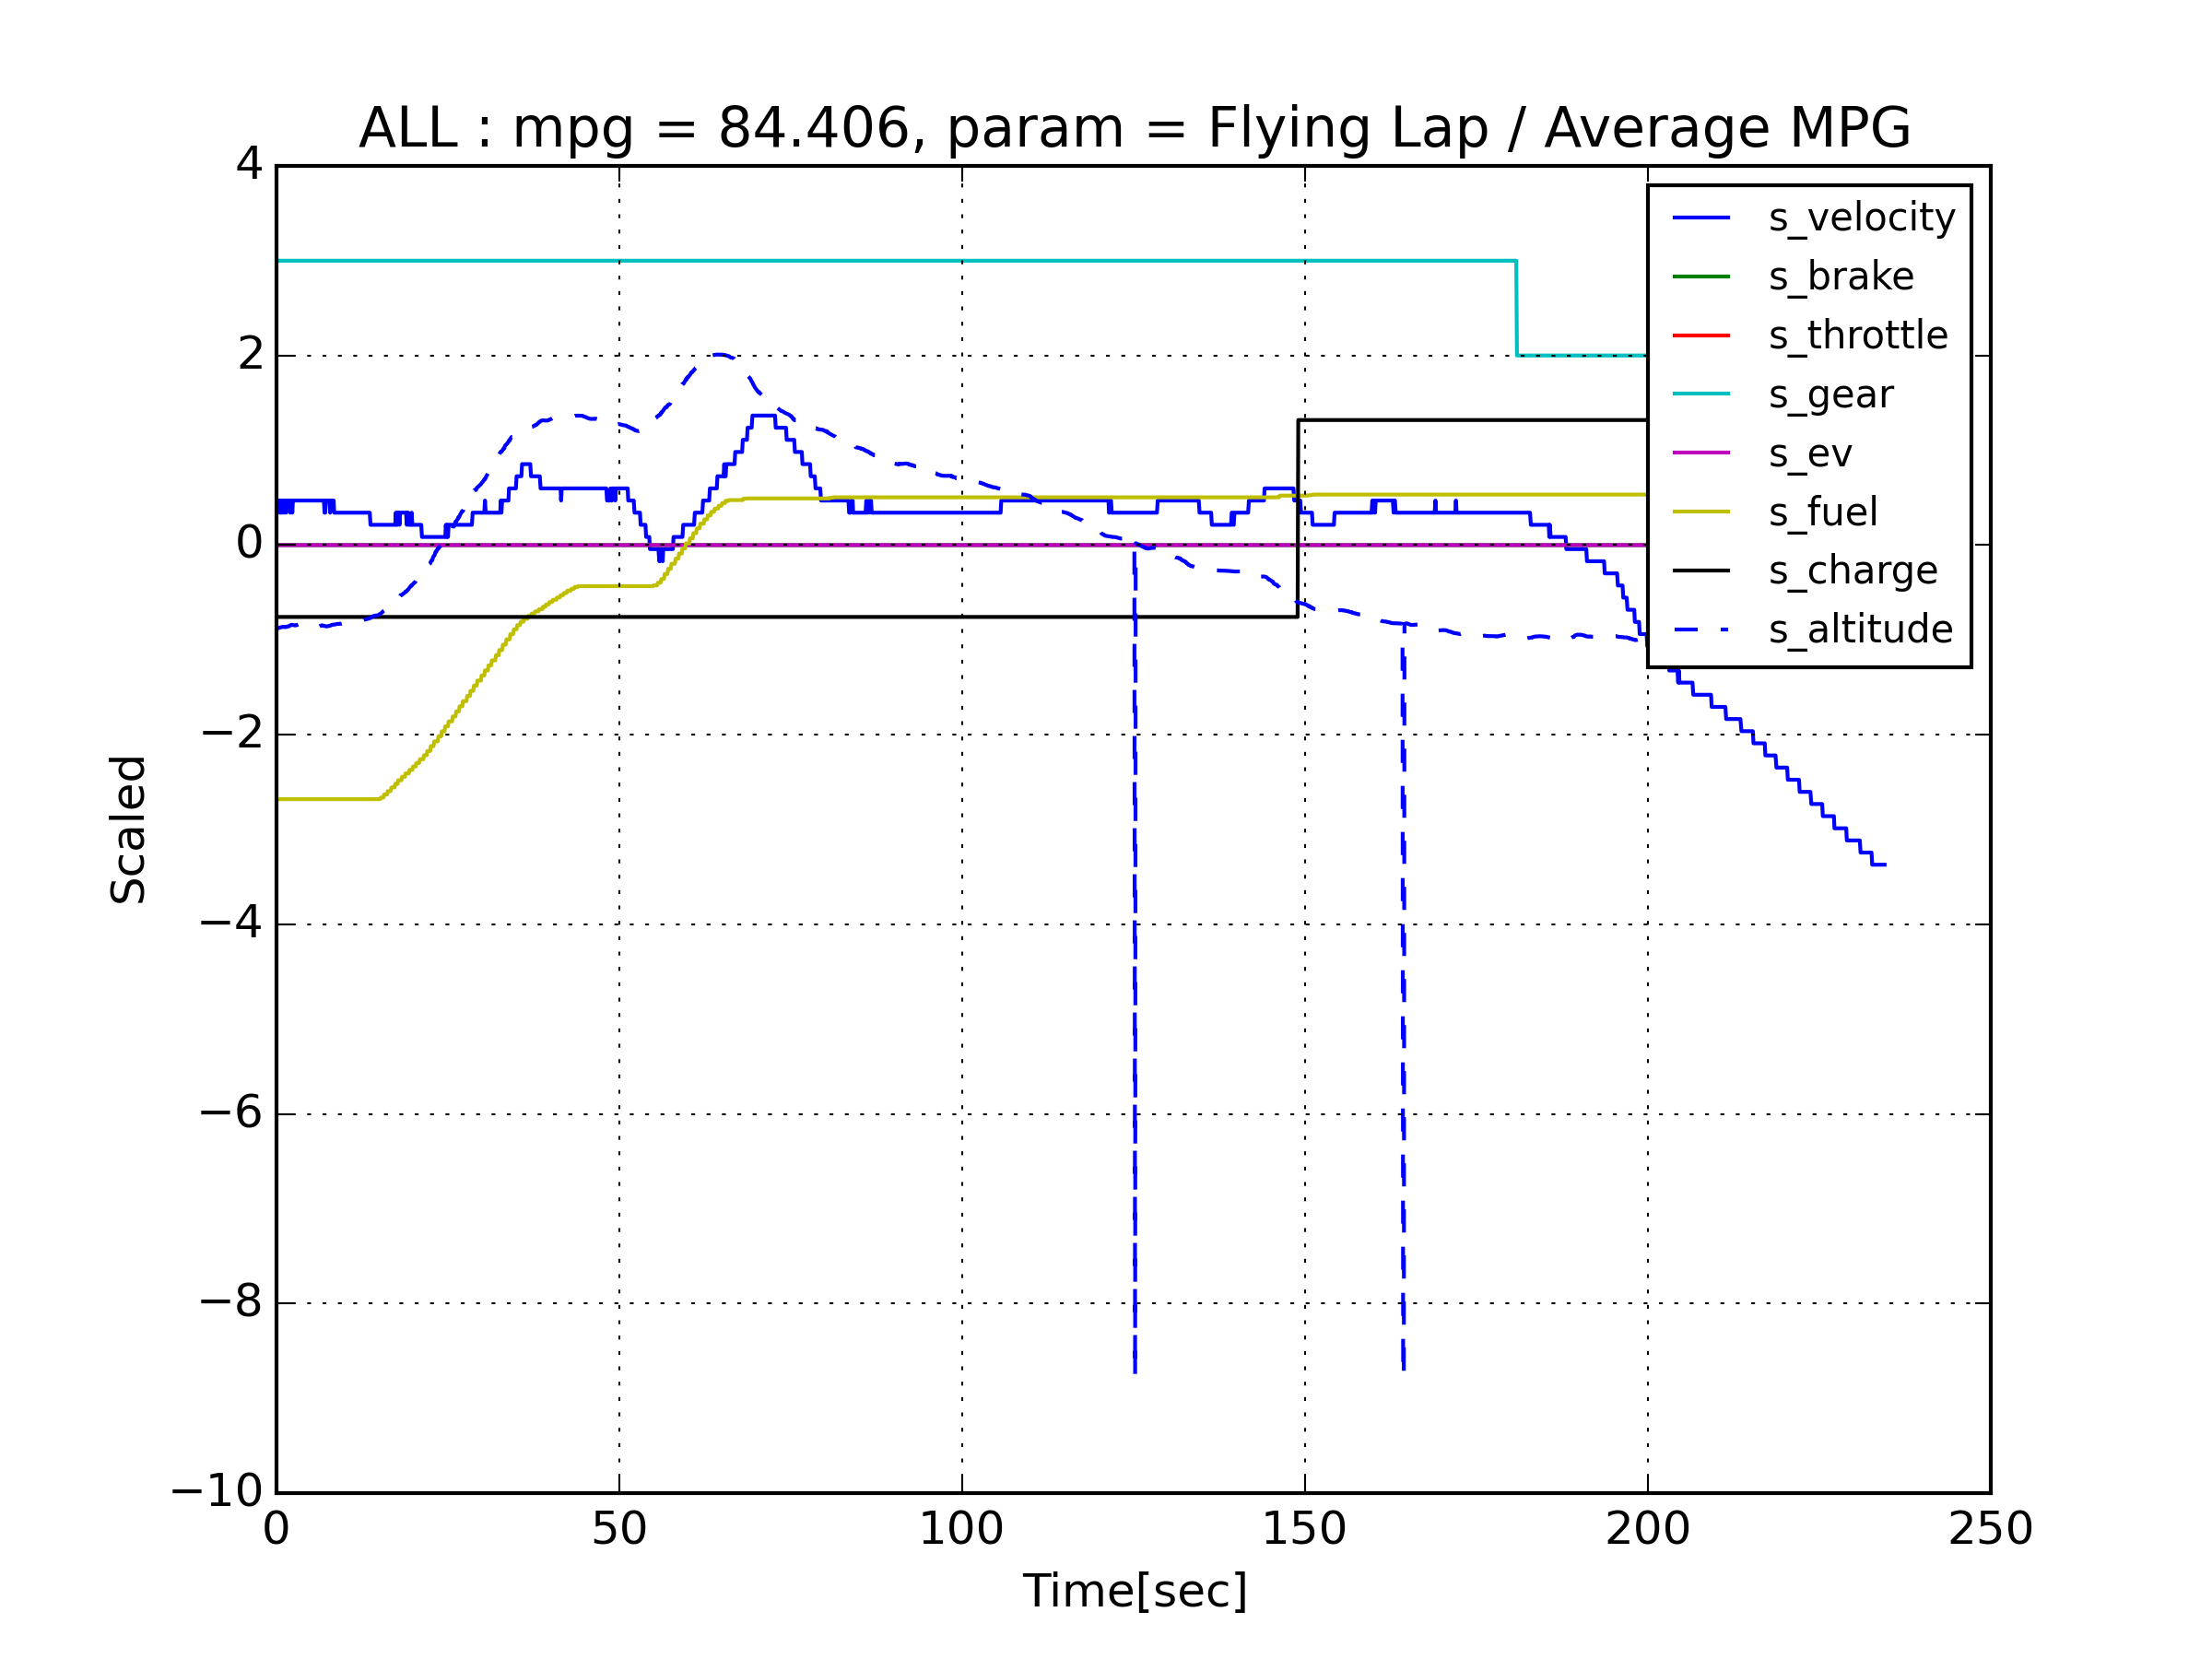 ALL : mpg = 84.406, param = Flying Lap / Average MPG
4
2
0
−2
−4
−6
−8
−10
Scaled
s_velocity
s_brake
s_throttle
s_gear
s_ev
s_fuel
s_charge
s_altitude
0 50 100 150 200 250
Time[sec]